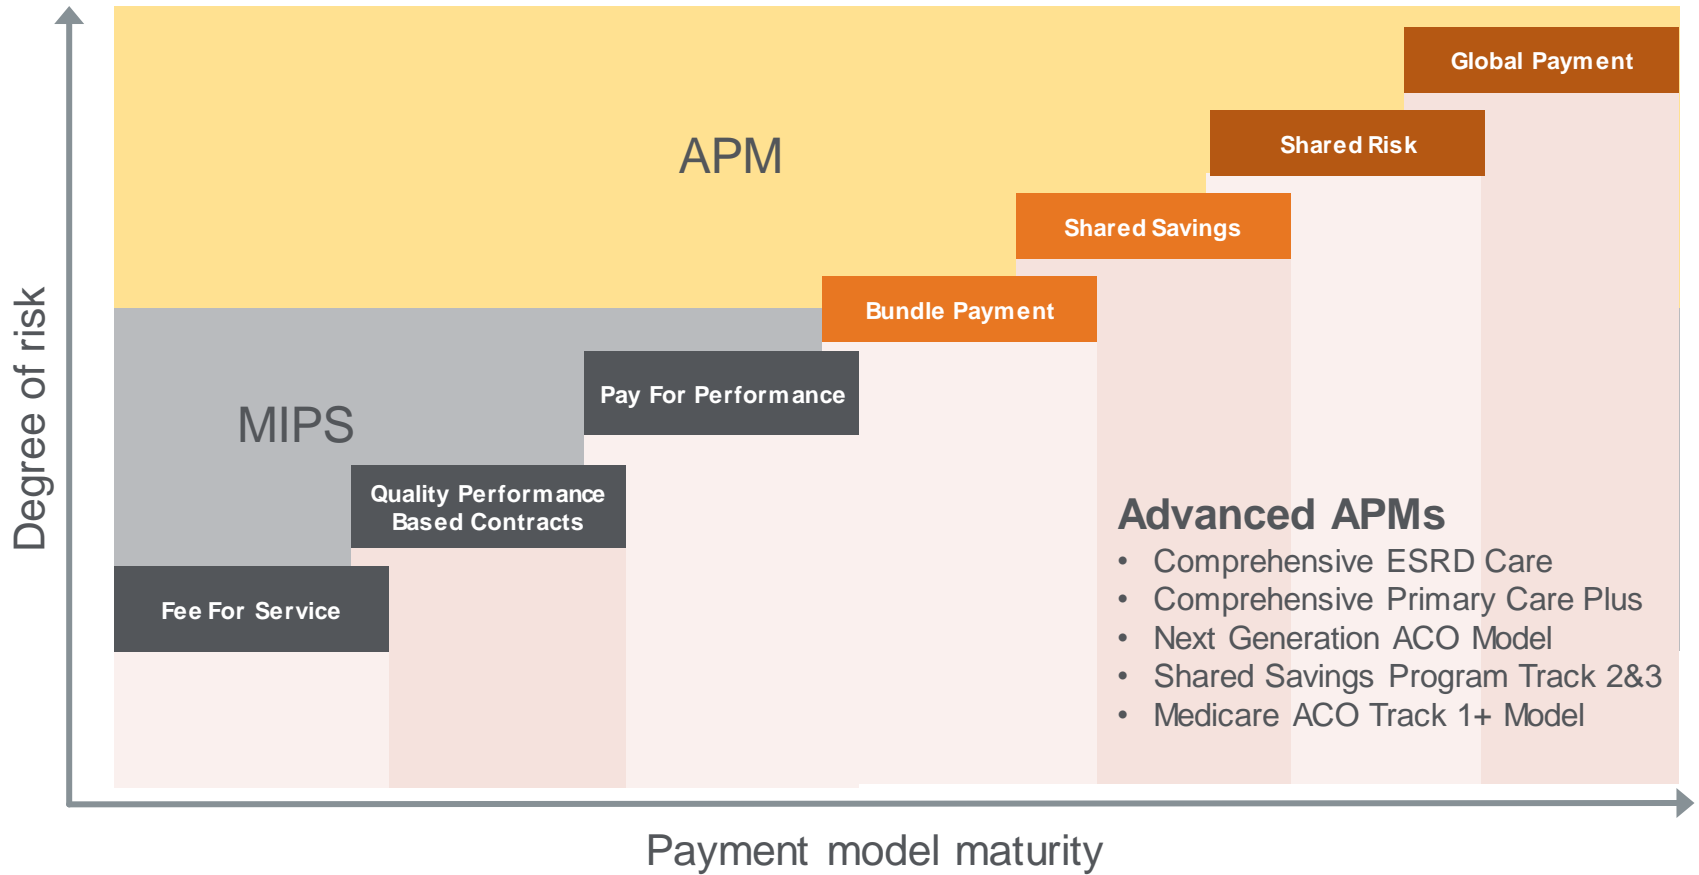 Global Payment
Shared Risk
APM
Shared Savings
Bundle Payment
Pay For Performance
MIPS
Quality Performance
Based Contracts
Fee For Service
Advanced APMs
• Comprehensive ESRD Care
• Comprehensive Primary Care Plus
• Next Generation ACO Model
• Shared Savings Program Track 2&3
• Medicare ACO Track 1+ Model
Degree of risk
Payment model maturity